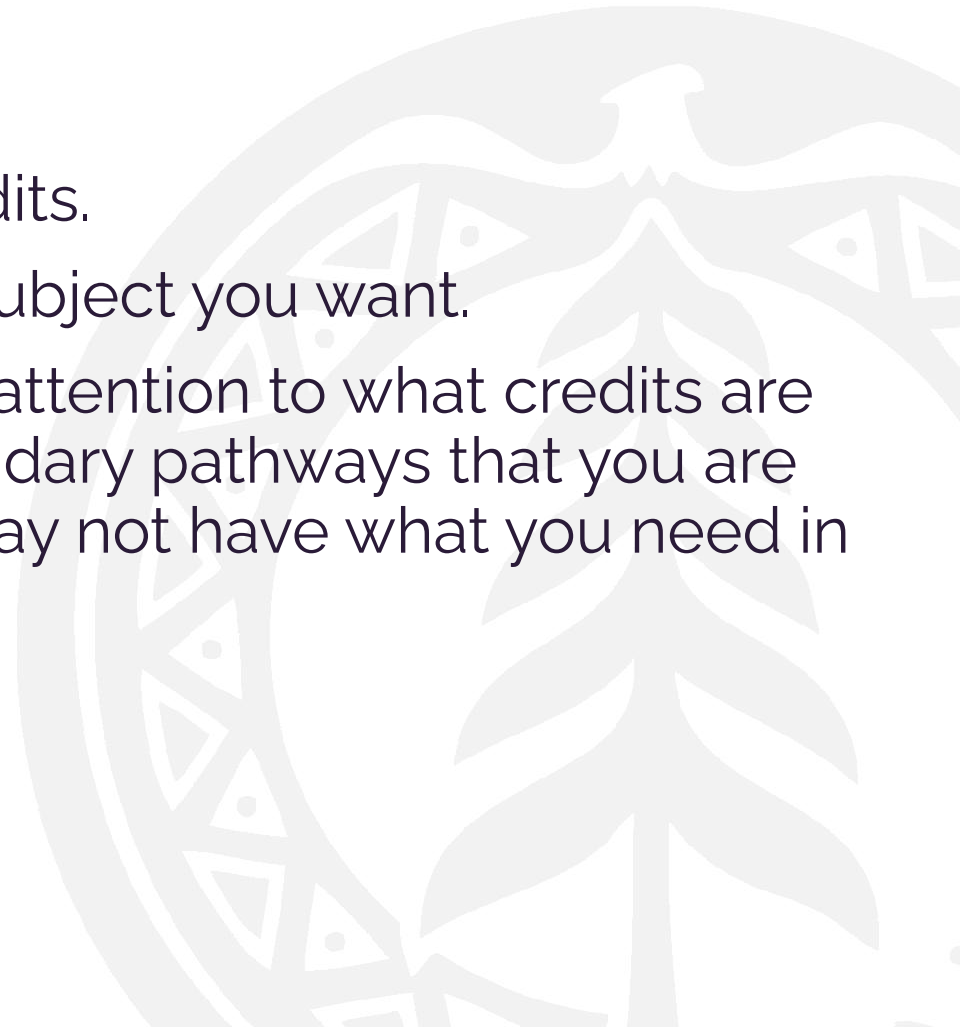 dits.
ubject you want.
attention to what credits are
dary pathways that you are
ay not have what you need in